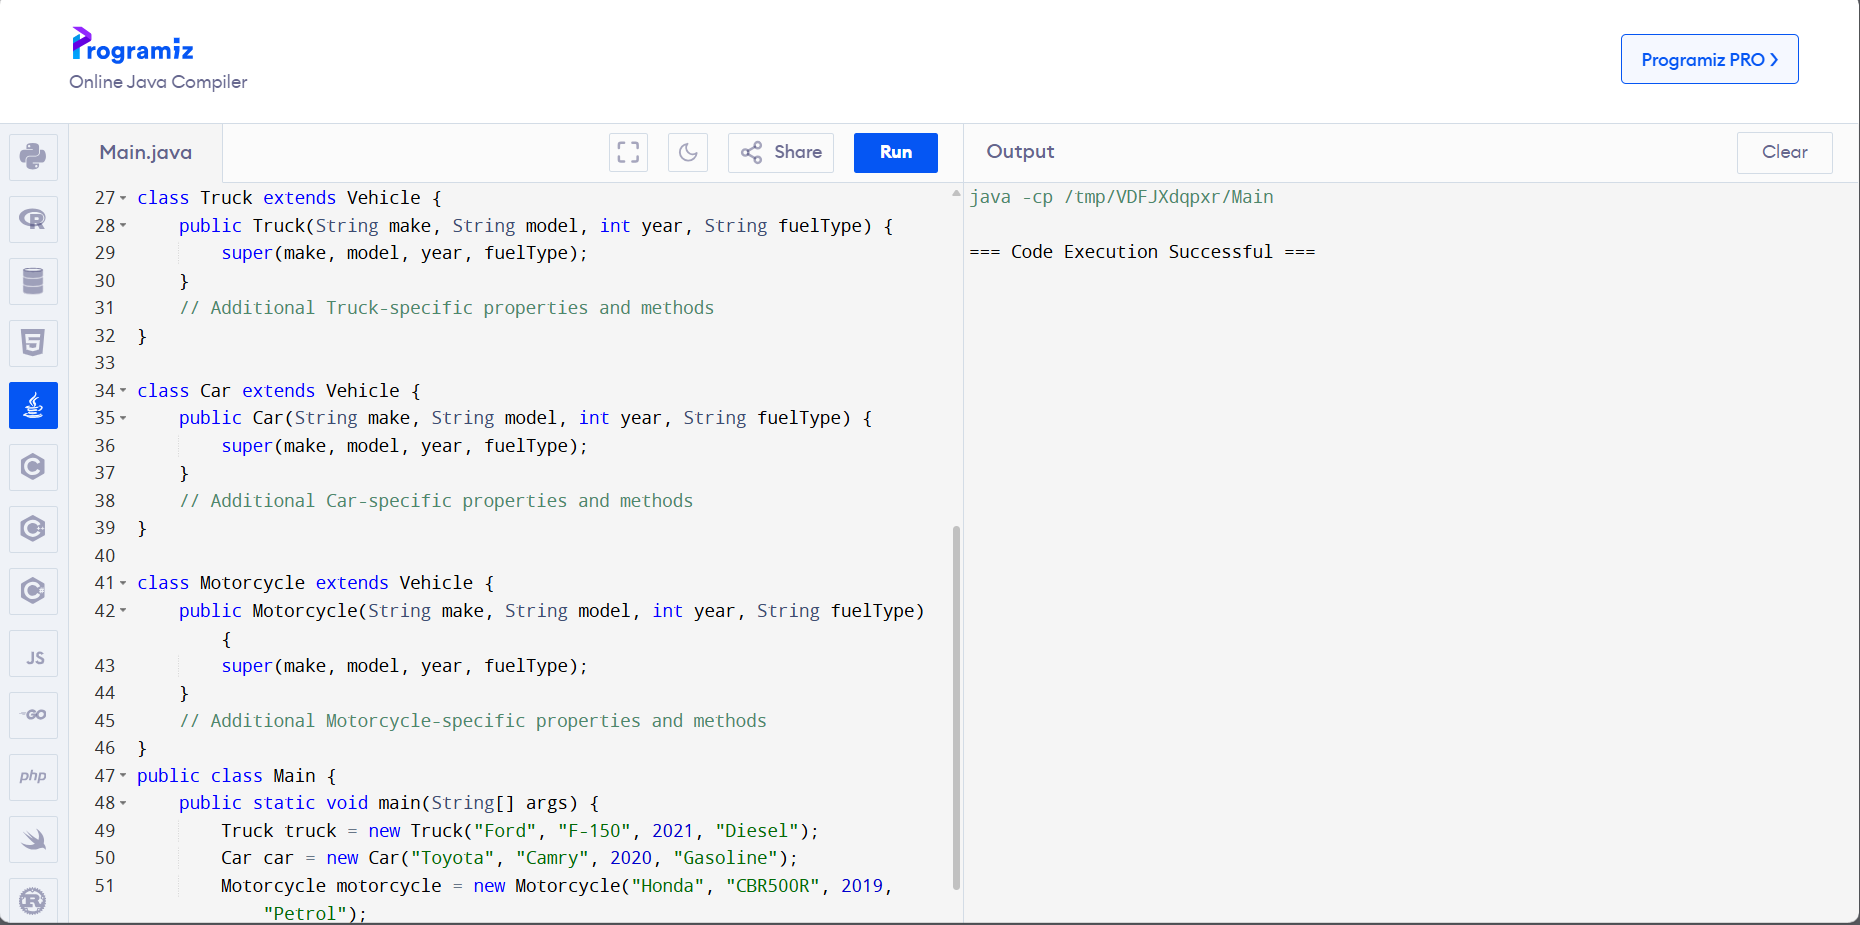 Programiz
Online Java Compiler
Programiz PRO >
Main.java
Share
Run
Output
Clear
27 class Truck extends Vehicle {
28     public Truck(String make, String model, int year, String fuelType) {
29         super(make, model, year, fuelType);
30     }
31     // Additional Truck-specific properties and methods
32 }
33
34 class Car extends Vehicle {
35     public Car(String make, String model, int year, String fuelType) {
36         super(make, model, year, fuelType);
37     }
38     // Additional Car-specific properties and methods
39 }
40
41 class Motorcycle extends Vehicle {
42     public Motorcycle(String make, String model, int year, String fuelType)
        {
43         super(make, model, year, fuelType);
44     }
45     // Additional Motorcycle-specific properties and methods
46 }
47 public class Main {
48     public static void main(String[] args) {
49         Truck truck = new Truck("Ford", "F-150", 2021, "Diesel");
50         Car car = new Car("Toyota", "Camry", 2020, "Gasoline");
51         Motorcycle motorcycle = new Motorcycle("Honda", "CBR500R", 2019,
            "Petrol");
java -cp /tmp/VDFJXdqpxr/Main
=== Code Execution Successful ===
R
5
C
C
C
JS
GO
php
R